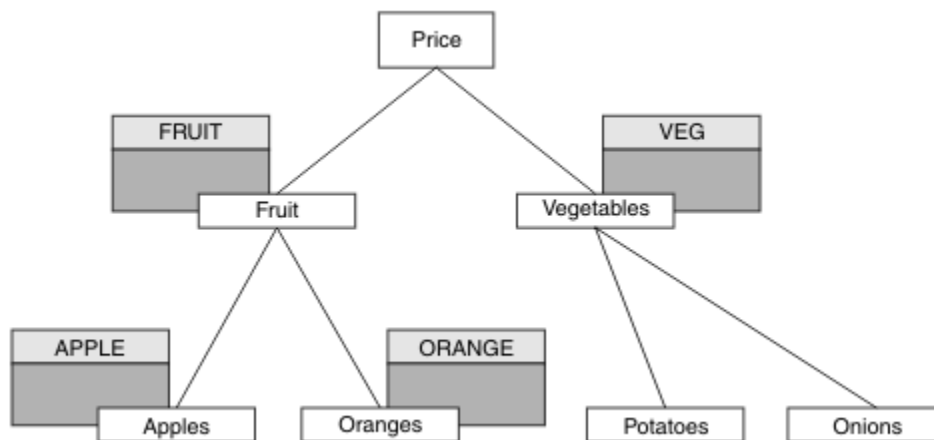 Price
FRUIT
VEG
Fruit
Vegetables
APPLE
ORANGE
Apples
Oranges
Potatoes
Onions